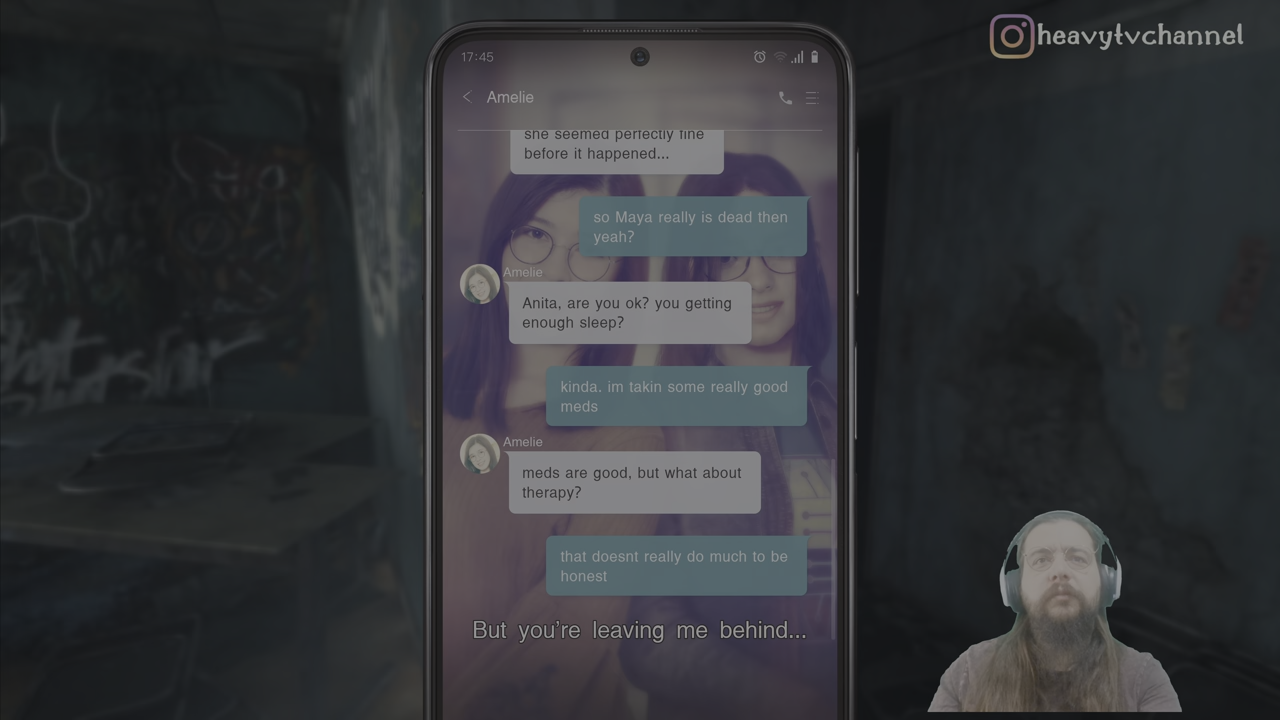 heavytvchannel
17:45
Amelie
she seemed perfectly fine
before it happened...
so Maya really is dead then
yeah?
Amelie
Anita, are you ok? you getting
enough sleep?
kinda. im takin some really good
meds
Amelie
meds are good, but what about
therapy?
that doesnt really do much to be
honest
But you're leaving me behind...